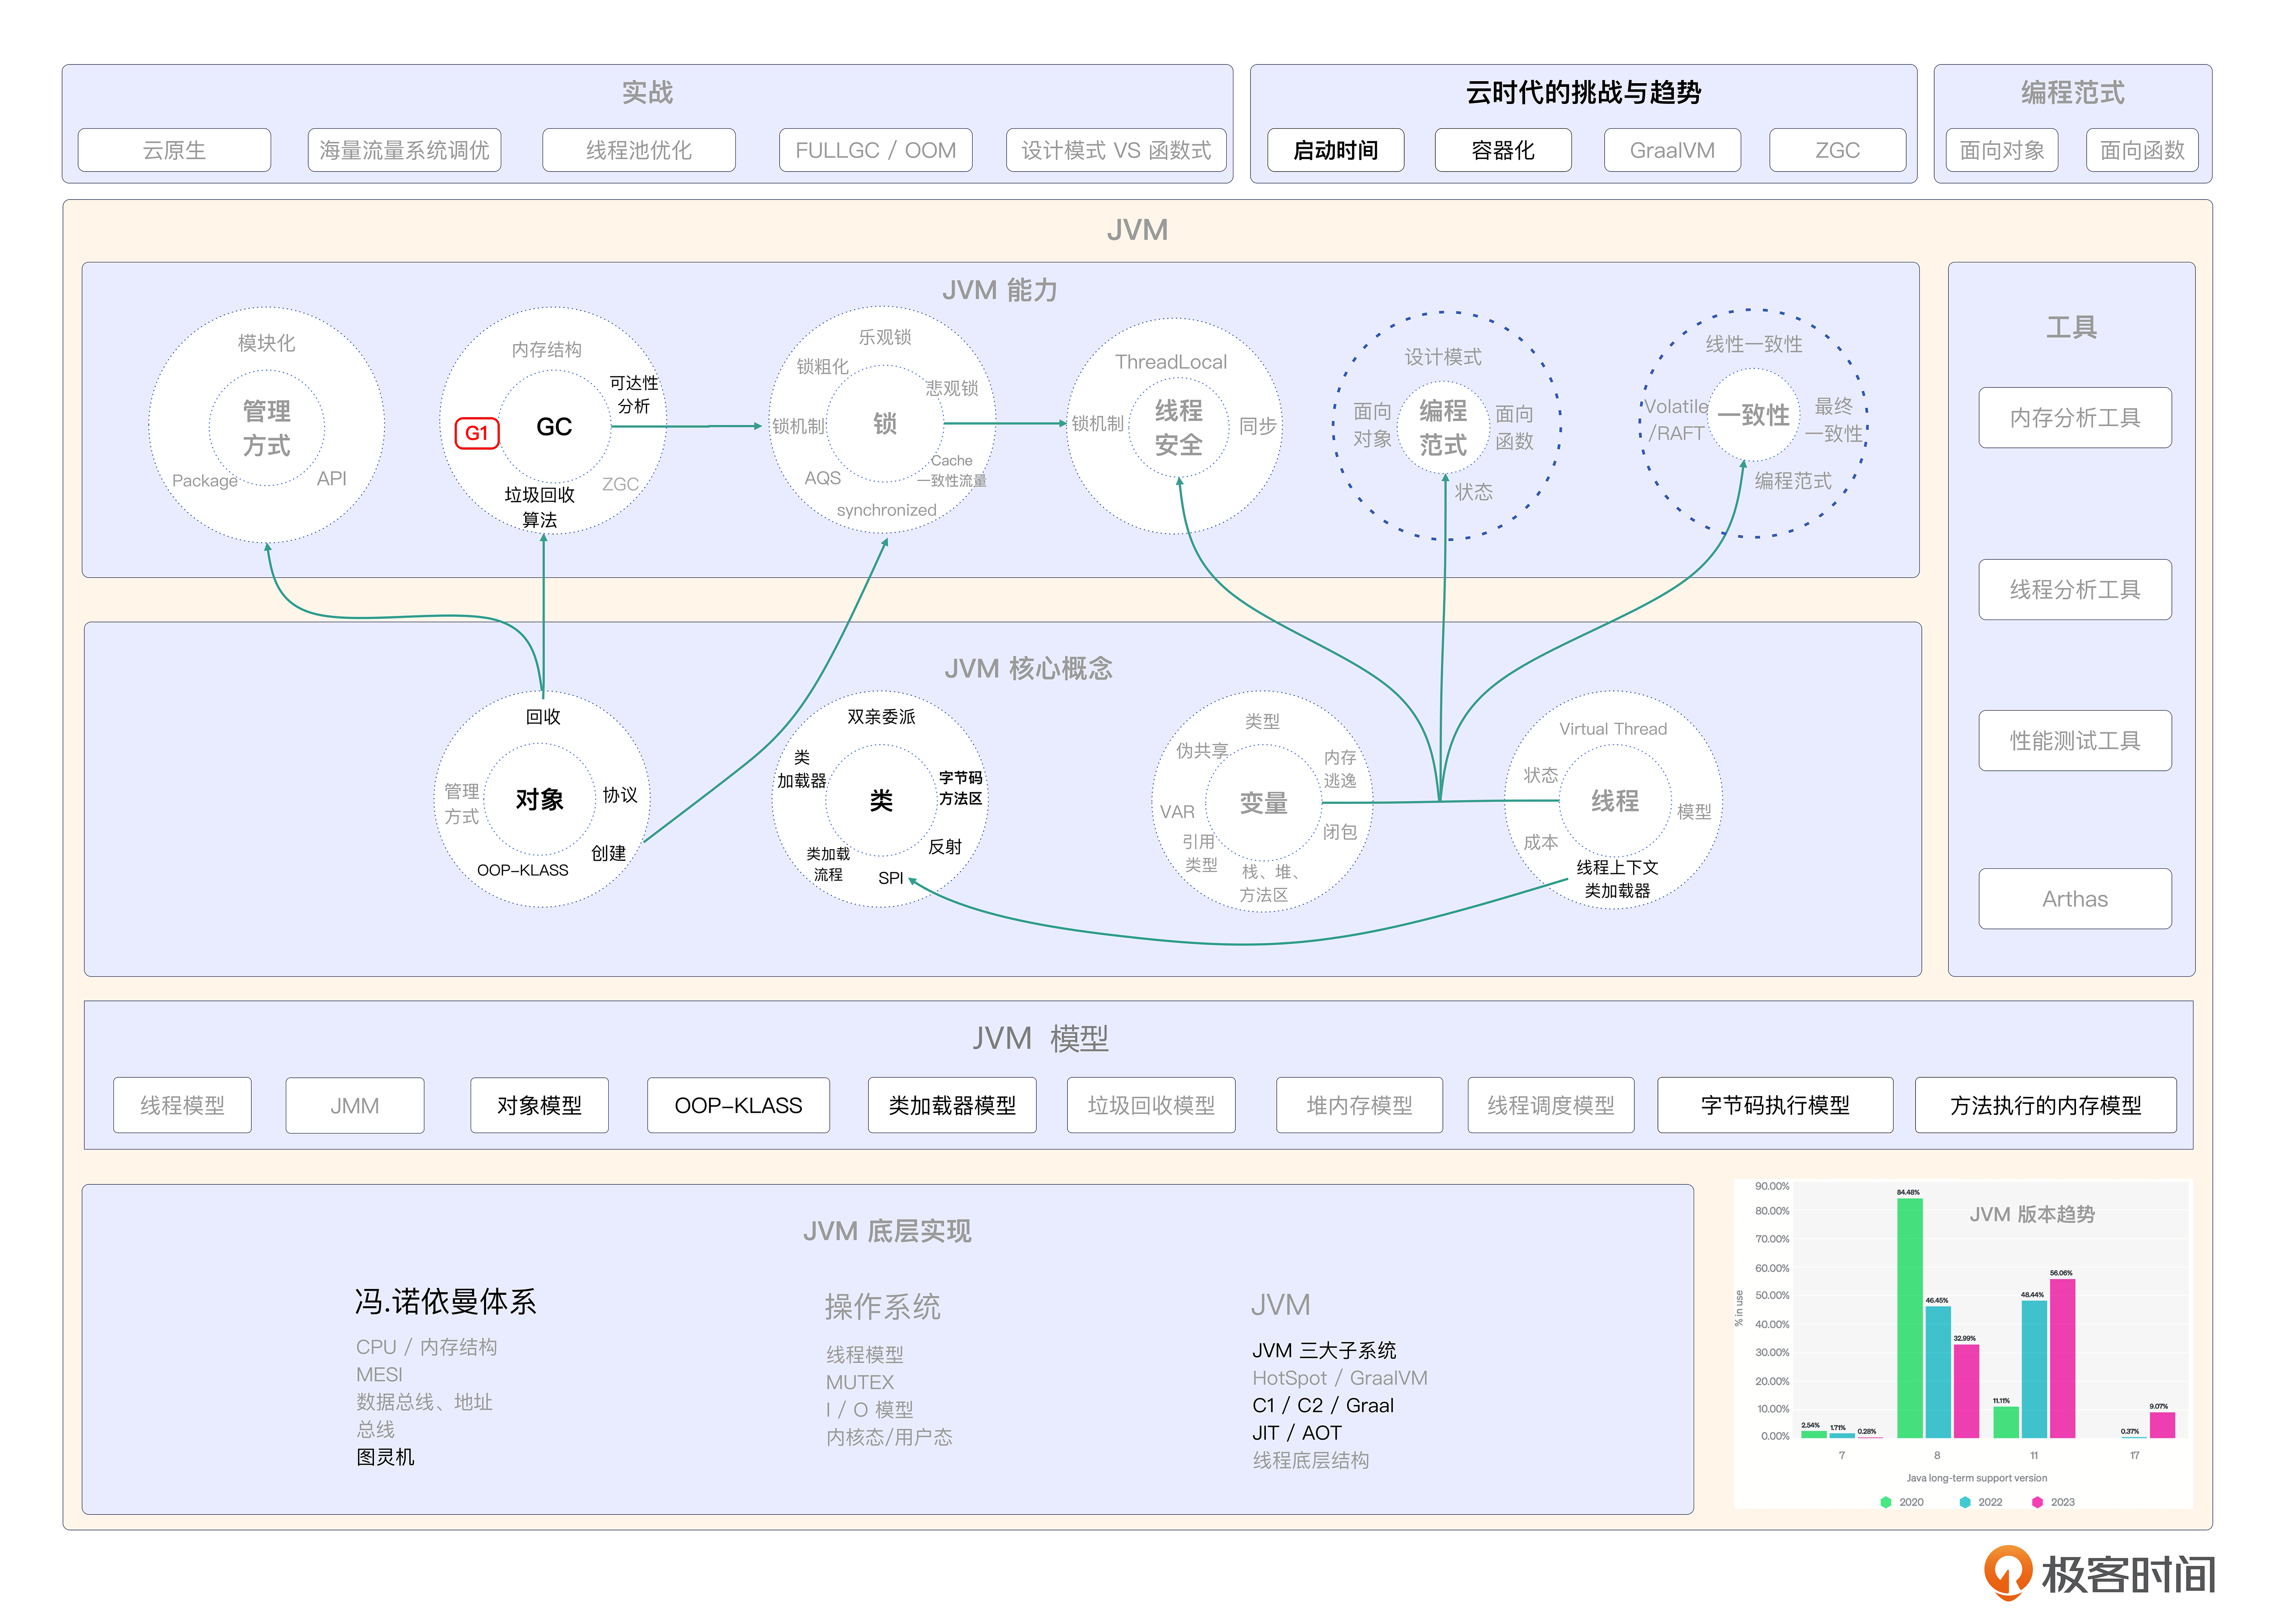 实战
云原生
海量流量系统调优
线程池优化
FULLGC / OOM
设计模式 VS 函数式
云时代的挑战与趋势
启动时间
容器化
GraalVM
ZGC
编程范式
面向对象
面向函数
JVM
JVM 能力
模块化
管理
方式
Package
API
内存结构
可达性
分析
G1
GC
垃圾回收
算法
ZGC
乐观锁
锁粗化
悲观锁
锁机制
锁
AQS
Cache
一致性流量
synchronized
ThreadLocal
锁机制
线程
安全
同步
设计模式
面向
对象
编程
范式
面向
函数
状态
线性一致性
Volatile
/RAFT
一致性
最终
一致性
编程范式
工具
内存分析工具
线程分析工具
性能测试工具
Arthas
JVM 核心概念
回收
管理
方式
对象
协议
创建
OOP-KLASS
双亲委派
类
加载器
类
字节码
方法区
反射
类加载
流程
SPI
类型
伪共享
内存
逃逸
VAR
变量
闭包
引用
类型
栈、堆、
方法区
Virtual Thread
状态
线程
模型
成本
线程上下文
类加载器
JVM 模型
线程模型
JMM
对象模型
OOP-KLASS
类加载器模型
垃圾回收模型
堆内存模型
线程调度模型
字节码执行模型
方法执行的内存模型
JVM 底层实现
冯.诺依曼体系
CPU / 内存结构
MESI
数据总线、地址
总线
图灵机
操作系统
线程模型
MUTEX
I / O 模型
内核态/用户态
JVM
JVM 三大子系统
HotSpot / GraalVM
C1 / C2 / Graal
JIT / AOT
线程底层结构
JVM 版本趋势
% in use
90.00%
80.00%
70.00%
60.00%
50.00%
40.00%
30.00%
20.00%
10.00%
0.00%
2.54%
1.71%
0.28%
84.48%
46.45%
32.99%
11.11%
48.44%
56.06%
0.37%
9.07%
7
8
11
17
Java long-term support version
2020
2022
2023
极客时间